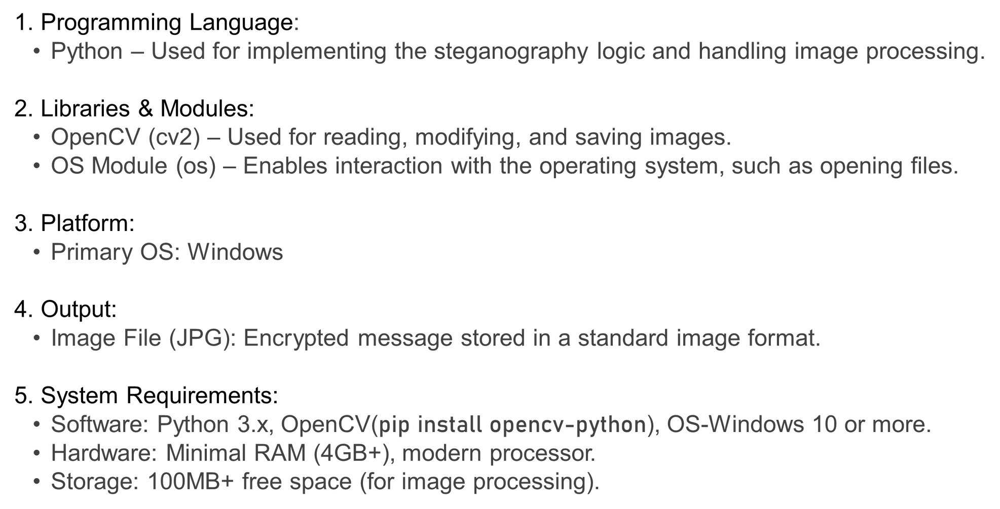 1. Programming Language:
• Python – Used for implementing the steganography logic and handling image processing.
2. Libraries & Modules:
• OpenCV (cv2) – Used for reading, modifying, and saving images.
• OS Module (os) – Enables interaction with the operating system, such as opening files.
3. Platform:
• Primary OS: Windows
4. Output:
• Image File (JPG): Encrypted message stored in a standard image format.
5. System Requirements:
• Software: Python 3.x, OpenCV(pip install opencv-python), OS-Windows 10 or more.
• Hardware: Minimal RAM (4GB+), modern processor.
• Storage: 100MB+ free space (for image processing).